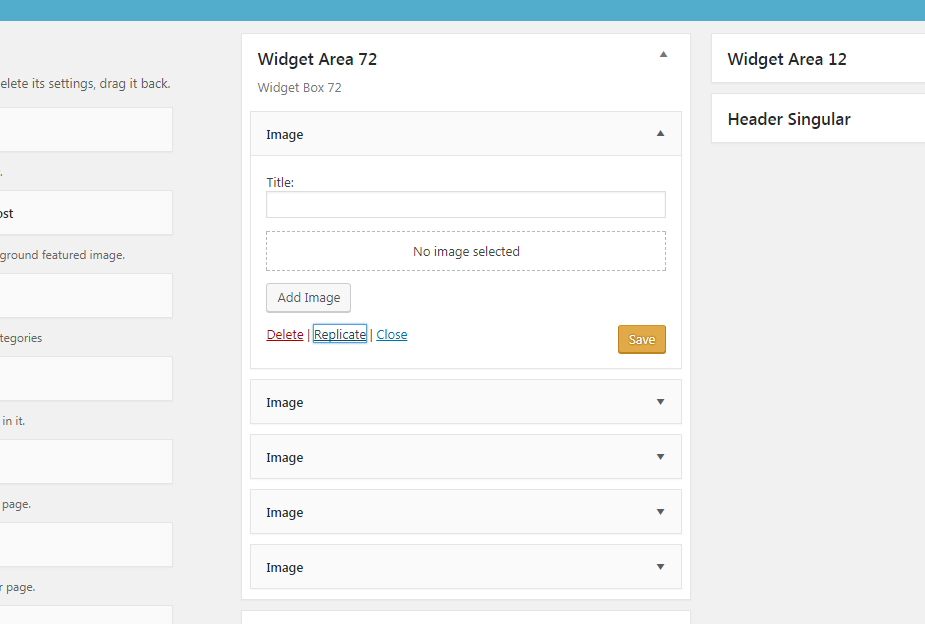 elete its settings, drag it back.
.
ost
ground featured image.
tegories
in it.
page.
r page.
Widget Area 72
Widget Box 72
Image
Title:
No image selected
Add Image
Delete | Replicate | Close
Save
Image
Image
Image
Image
Widget Area 12
Header Singular